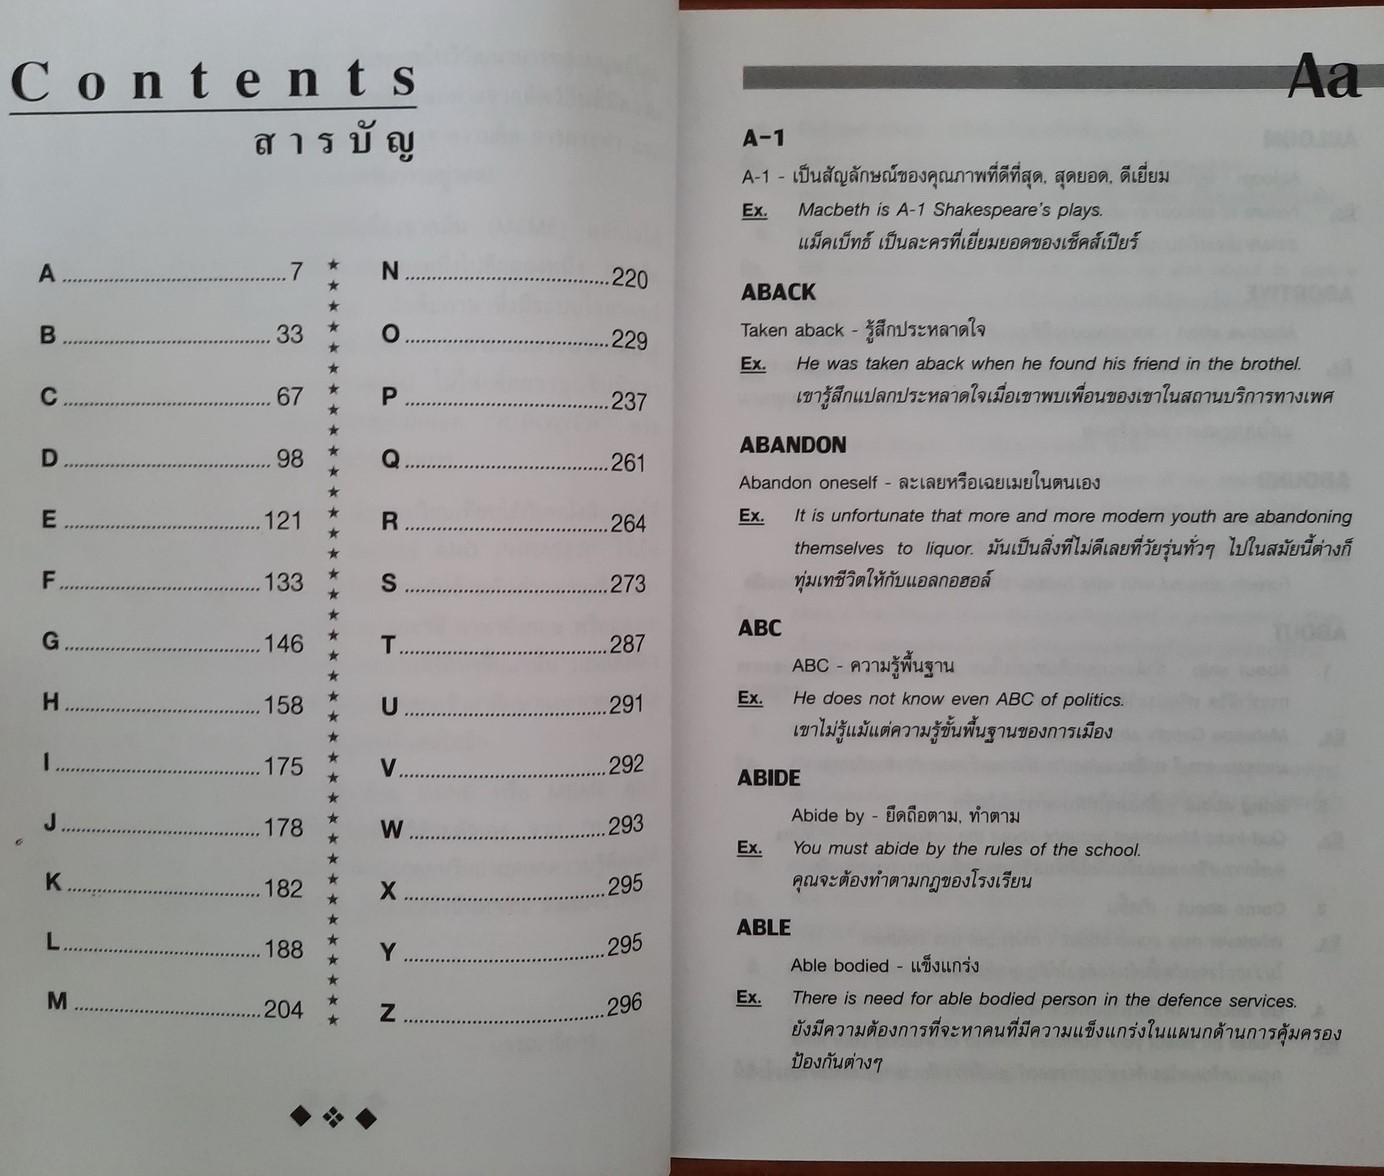 Contents
สารบัญ
A 7
B 33
C 67
D 98
E 121
F 133
G 146
H 158
I 175
J 178
K 182
L 188
M 204
N 220
O 229
P 237
Q 261
R 264
S 273
T 287
U 291
V 292
W 293
X 295
Y 295
Z 296
Aa
A-1
A-1 - เป็นสัญลักษณ์ของคุณภาพที่ดีที่สุด, สุดยอด, ดีเยี่ยม
Ex. Macbeth is A-1 Shakespeare's plays.
แม็คเบ็ทธ์ เป็นละครที่เยี่ยมยอดของเช็คส์เปียร์
ABACK
Taken aback - รู้สึกประหลาดใจ
Ex. He was taken aback when he found his friend in the brothel.
เขารู้สึกแปลกประหลาดใจเมื่อเขาพบเพื่อนของเขาในสถานบริการทางเพศ
ABANDON
Abandon oneself - ละเลยหรือเฉยเมยในตนเอง
Ex. It is unfortunate that more and more modern youth are abandoning
themselves to liquor. มันเป็นสิ่งที่ไม่ดีเลยที่วัยรุ่นทั่วๆ ไปในสมัยนี้ต่างก็
ทุ่มเทชีวิตให้กับแอลกอฮอล์
ABC
ABC - ความรู้พื้นฐาน
Ex. He does not know even ABC of politics.
เขาไม่รู้แม้แต่ความรู้ขั้นพื้นฐานของการเมือง
ABIDE
Abide by - ยึดถือตาม, ทำตาม
Ex. You must abide by the rules of the school.
คุณจะต้องทำตามกฎของโรงเรียน
ABLE
Able bodied - แข็งแกร่ง
Ex. There is need for able bodied person in the defence services.
ยังมีความต้องการที่จะหาคนที่มีความแข็งแกร่งในแผนกด้านการคุ้มครอง
ป้องกันต่างๆ